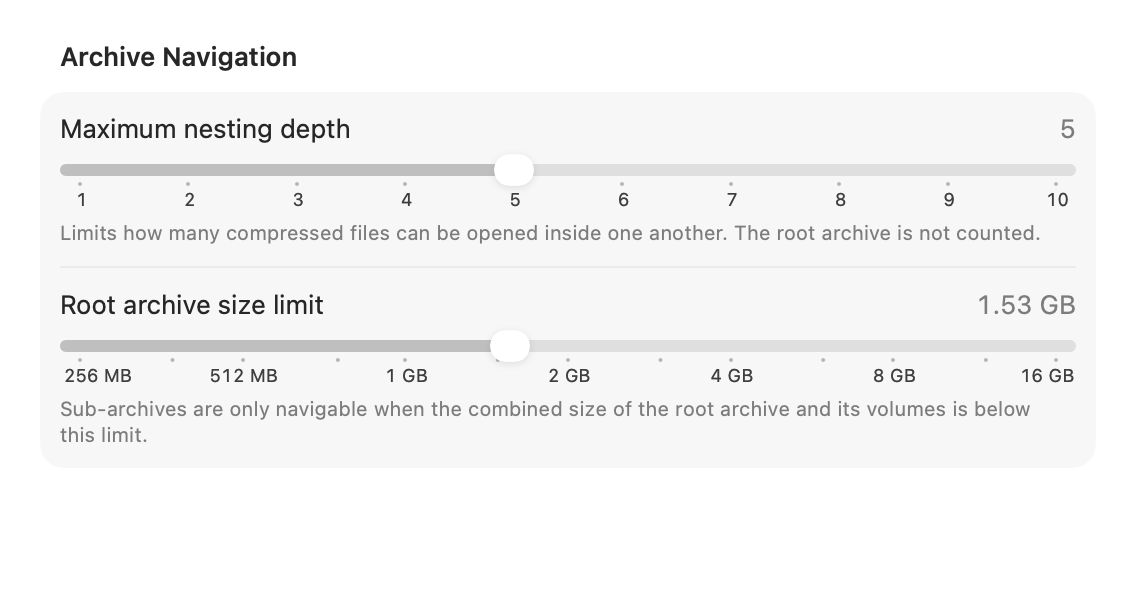 Archive Navigation
Maximum nesting depth 5
1 2 3 4 5 6 7 8 9 10
Limits how many compressed files can be opened inside one another. The root archive is not counted.
Root archive size limit 1.53 GB
256 MB 512 MB 1 GB 2 GB 4 GB 8 GB 16 GB
Sub-archives are only navigable when the combined size of the root archive and its volumes is below
this limit.